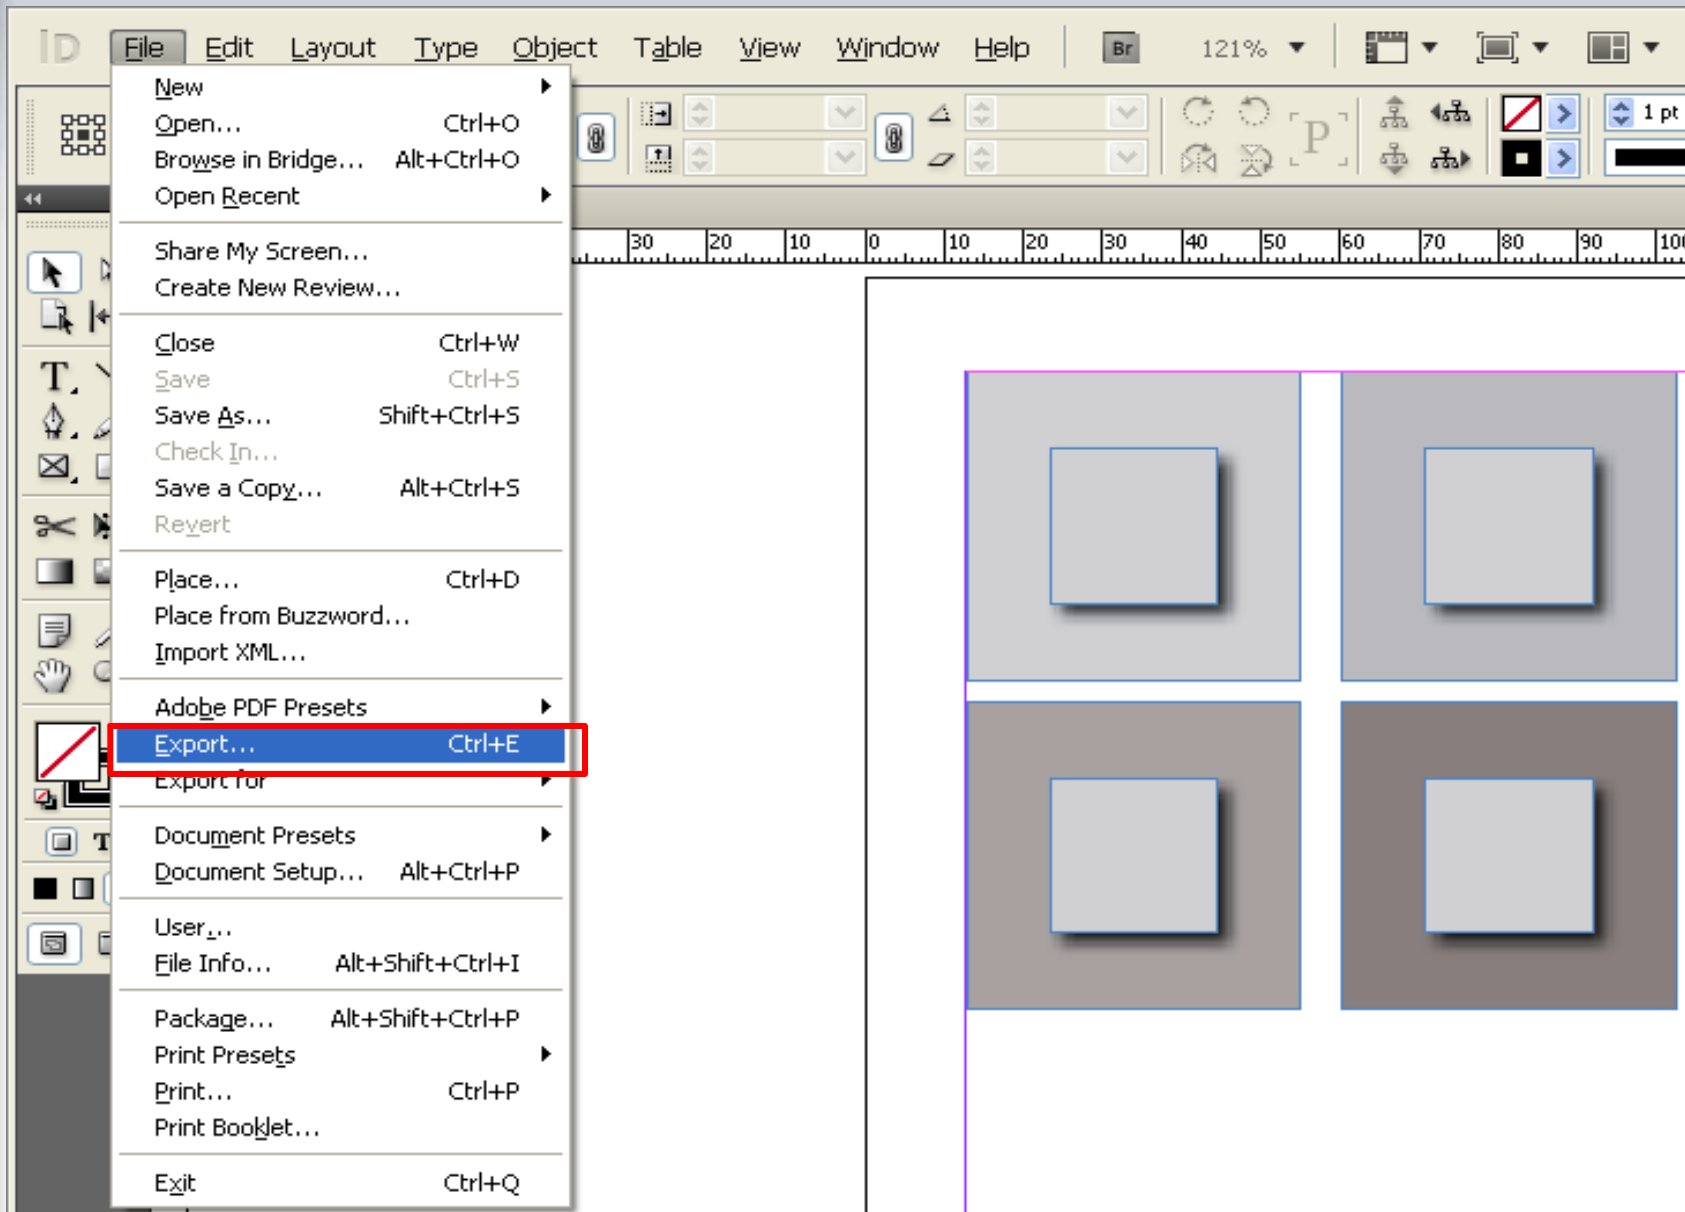 ID File Edit Layout Type Object Table View Window Help Br 121%
New
Open... Ctrl+O
Browse in Bridge... Alt+Ctrl+O
Open Recent
Share My Screen...
Create New Review...
Close Ctrl+W
Save Ctrl+S
Save As... Shift+Ctrl+S
Check In...
Save a Copy... Alt+Ctrl+S
Revert
Place... Ctrl+D
Place from Buzzword...
Import XML...
Adobe PDF Presets
Export... Ctrl+E
Export for
Document Presets
Document Setup... Alt+Ctrl+P
User...
File Info... Alt+Shift+Ctrl+I
Package... Alt+Shift+Ctrl+P
Print Presets
Print... Ctrl+P
Print Booklet...
Exit Ctrl+Q
P
1 pt
30 20 10 0 10 20 30 40 50 60 70 80 90 100
T
T